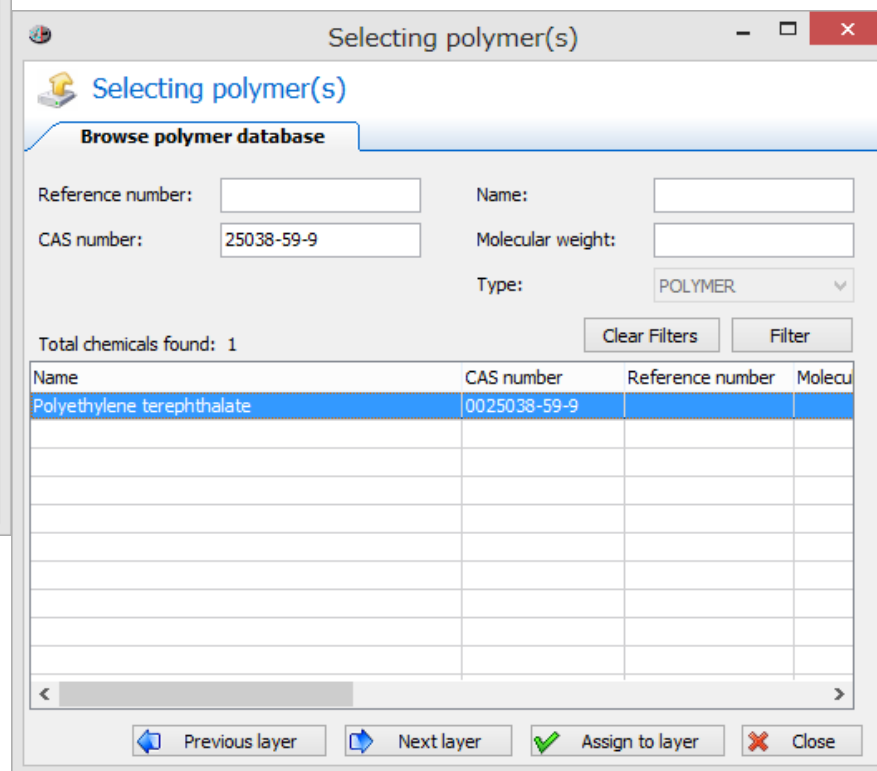 Selecting polymer(s)
Selecting polymer(s)
Browse polymer database
Reference number: Name:
CAS number: 25038-59-9 Molecular weight:
Type: POLYMER
Total chemicals found: 1 Clear Filters Filter
Name CAS number Reference number Molecu
Polyethylene terephthalate 0025038-59-9
Previous layer Next layer Assign to layer Close